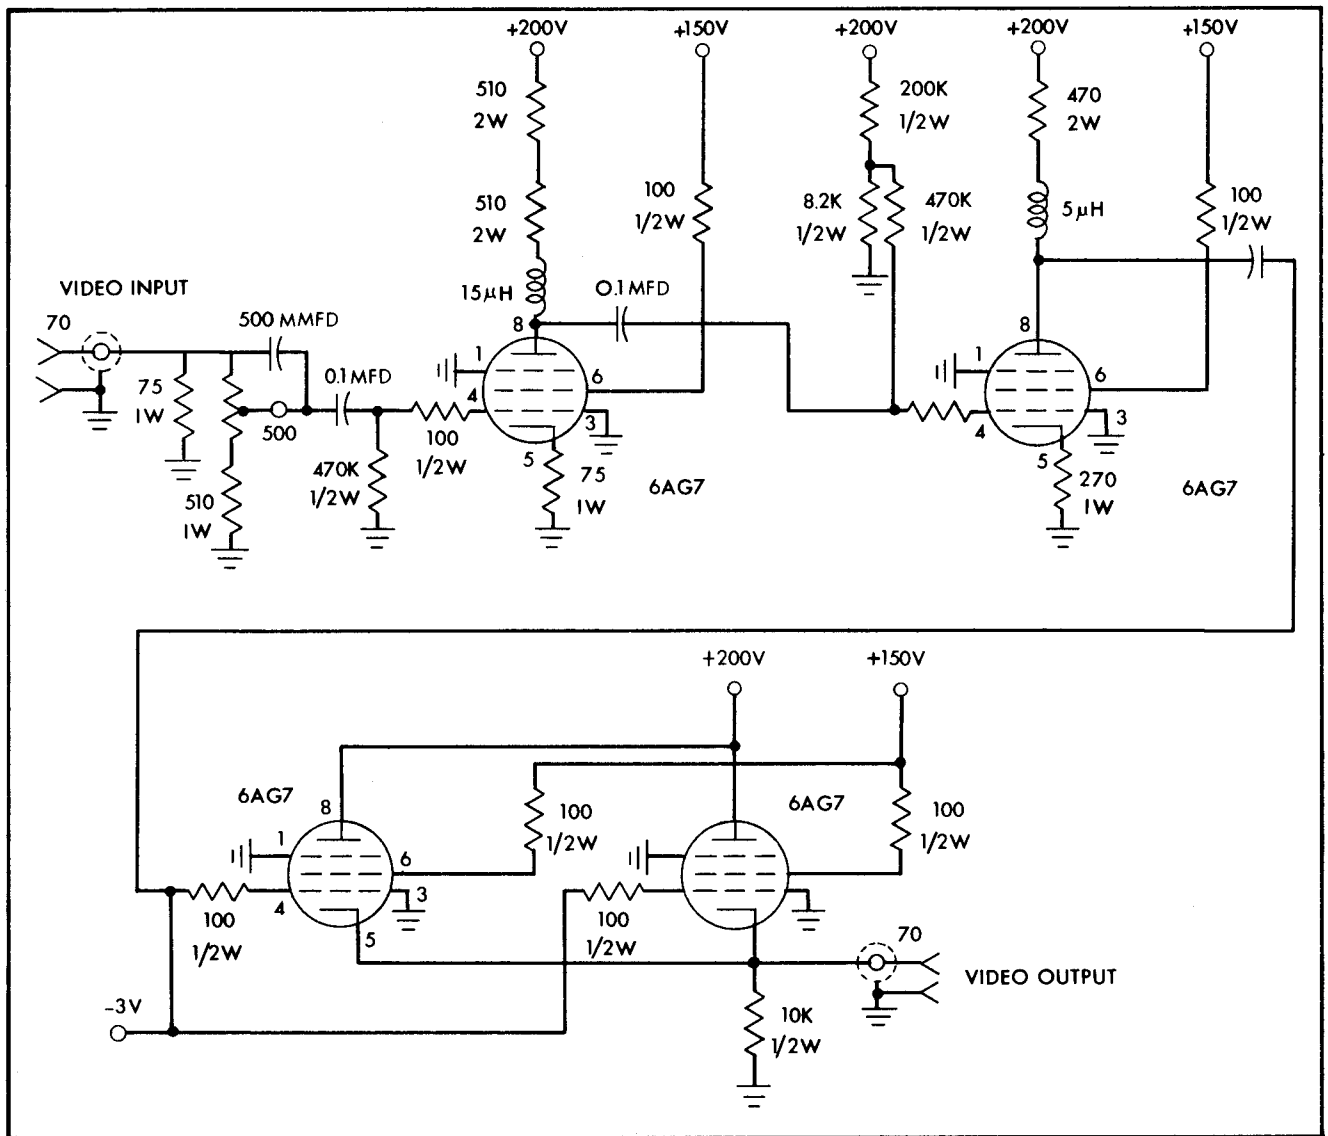 +200V
+150V
+200V
+200V
+150V
510
2W
200K
1/2W
470
2W
510
2W
100
1/2W
8.2K
1/2W
470K
1/2W
5μH
100
1/2W
VIDEO INPUT
70
500 MMFD
15μH
0.1 MFD
8
8
75
1W
0.1 MFD
1
4
6
3
5
1
4
6
3
5
500
100
1/2W
510
1W
470K
1/2W
75
1W
6AG7
270
1W
6AG7
+200V
+150V
6AG7
8
100
1/2W
6AG7
100
1/2W
1
6
4
3
5
100
1/2W
100
1/2W
70
VIDEO OUTPUT
-3V
10K
1/2W